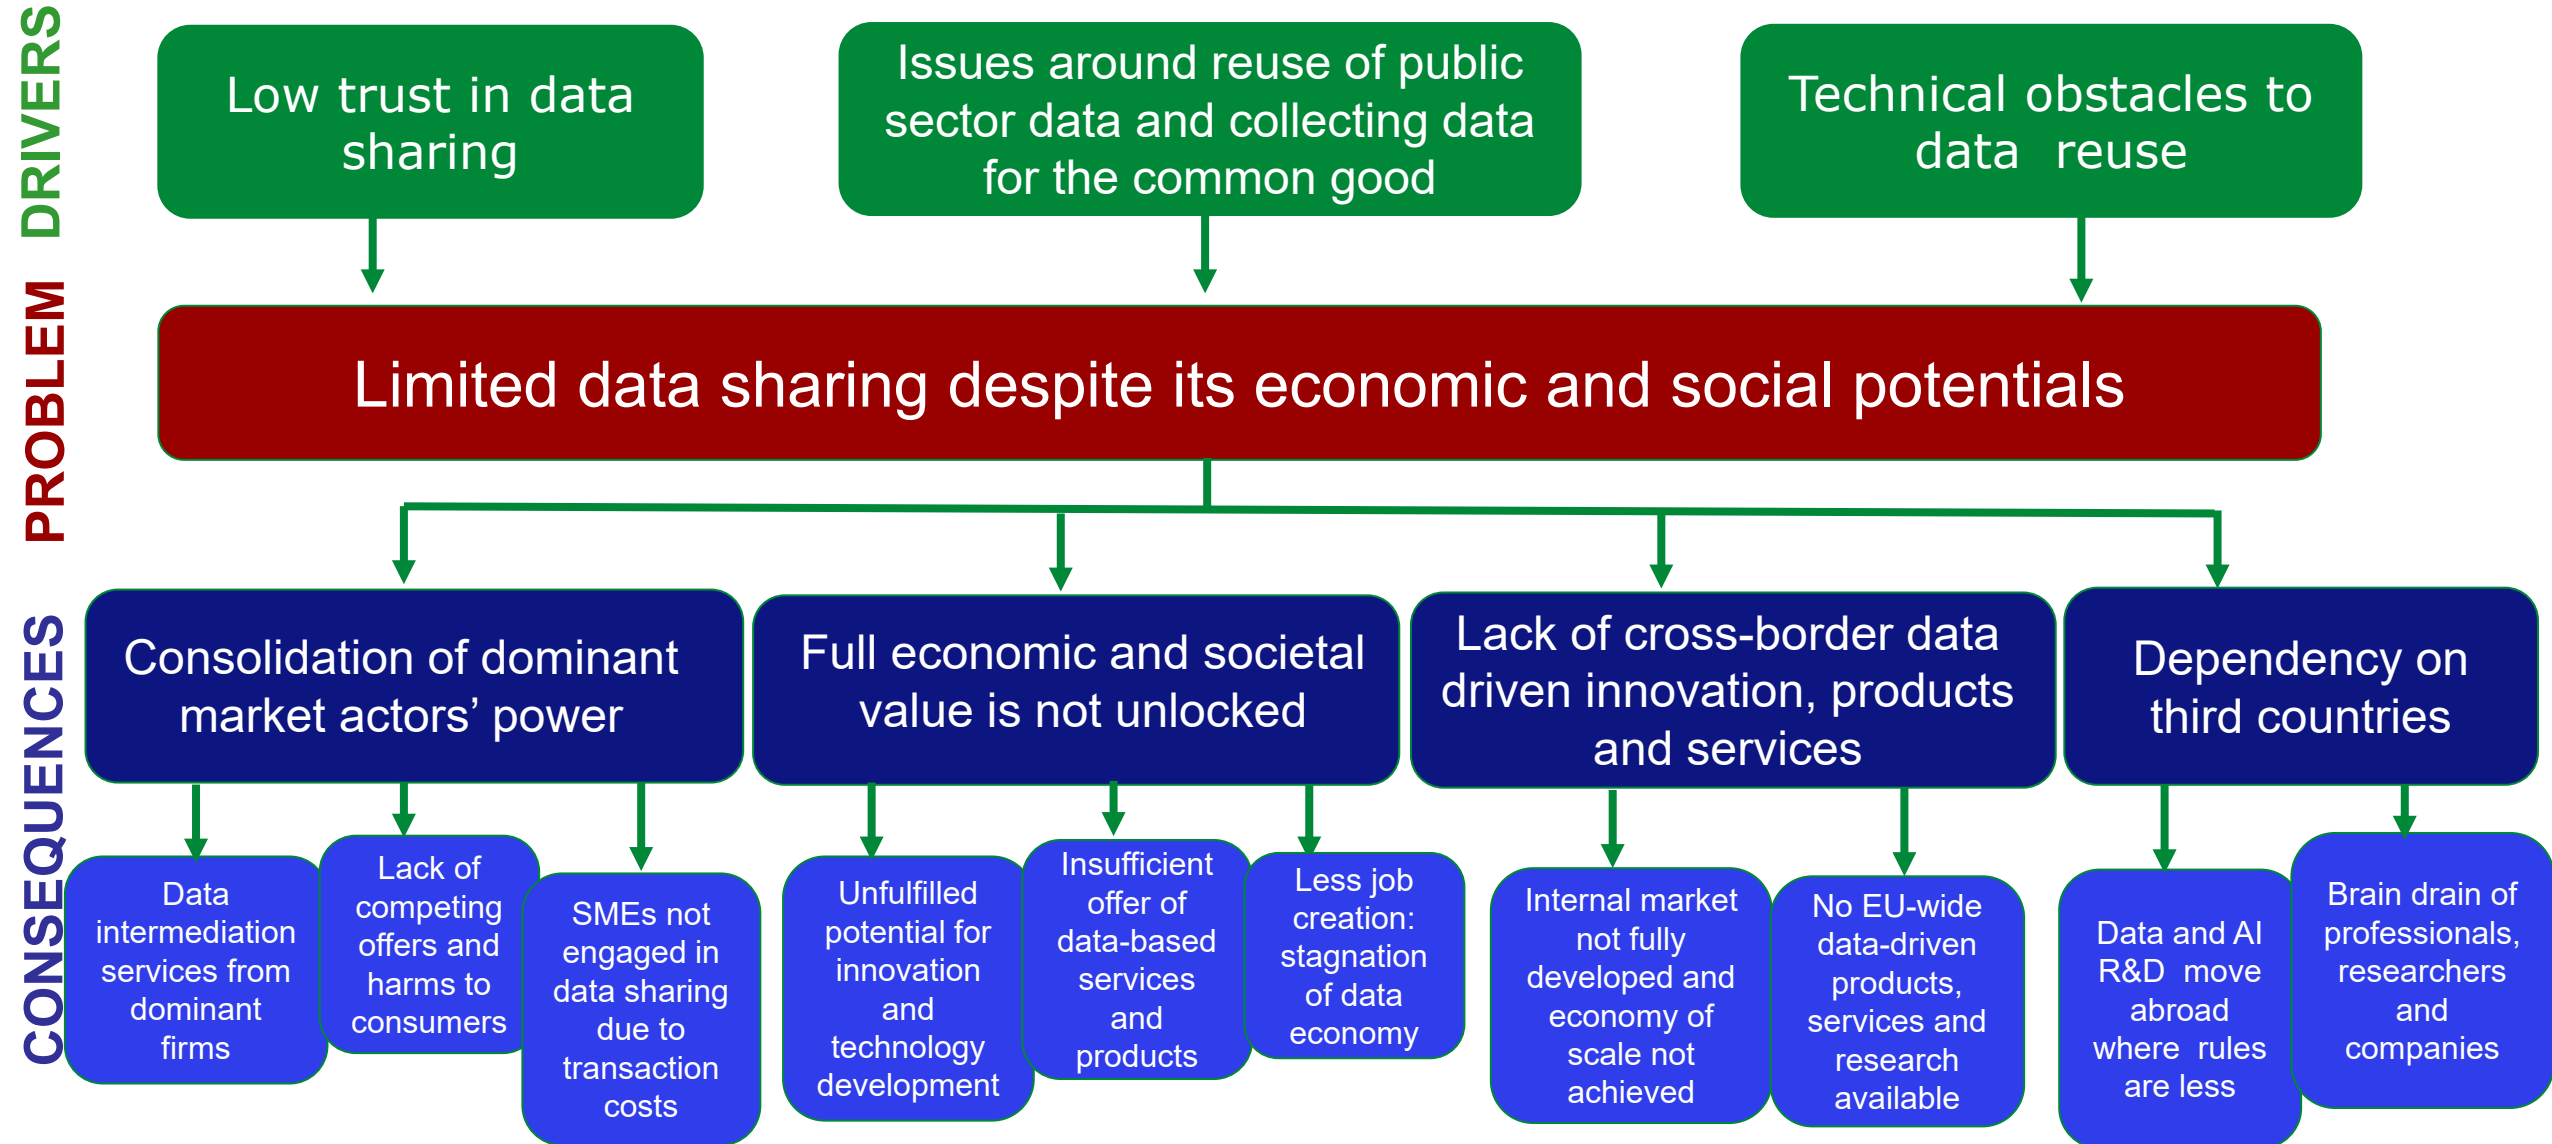 DRIVERS
Low trust in data
sharing
Issues around reuse of public
sector data and collecting data
for the common good
Technical obstacles to
data  reuse
PROBLEM
Limited data sharing despite its economic and social potentials
CONSEQUENCES
Consolidation of dominant
market actors’ power
Full economic and societal
value is not unlocked
Lack of cross-border data
driven innovation, products
and services
Dependency on
third countries
Data
intermediation
services from
dominant
firms
Lack of
competing
offers and
harms to
consumers
SMEs not
engaged in
data sharing
due to
transaction
costs
Unfulfilled
potential for
innovation
and
technology
development
Insufficient
offer of
data-based
services
and
products
Less job
creation:
stagnation
of data
economy
Internal market
not fully
developed and
economy of
scale not
achieved
No EU-wide
data-driven
products,
services and
research
available
Data and AI
R&D  move
abroad
where  rules
are less
Brain drain of
professionals,
researchers
and
companies